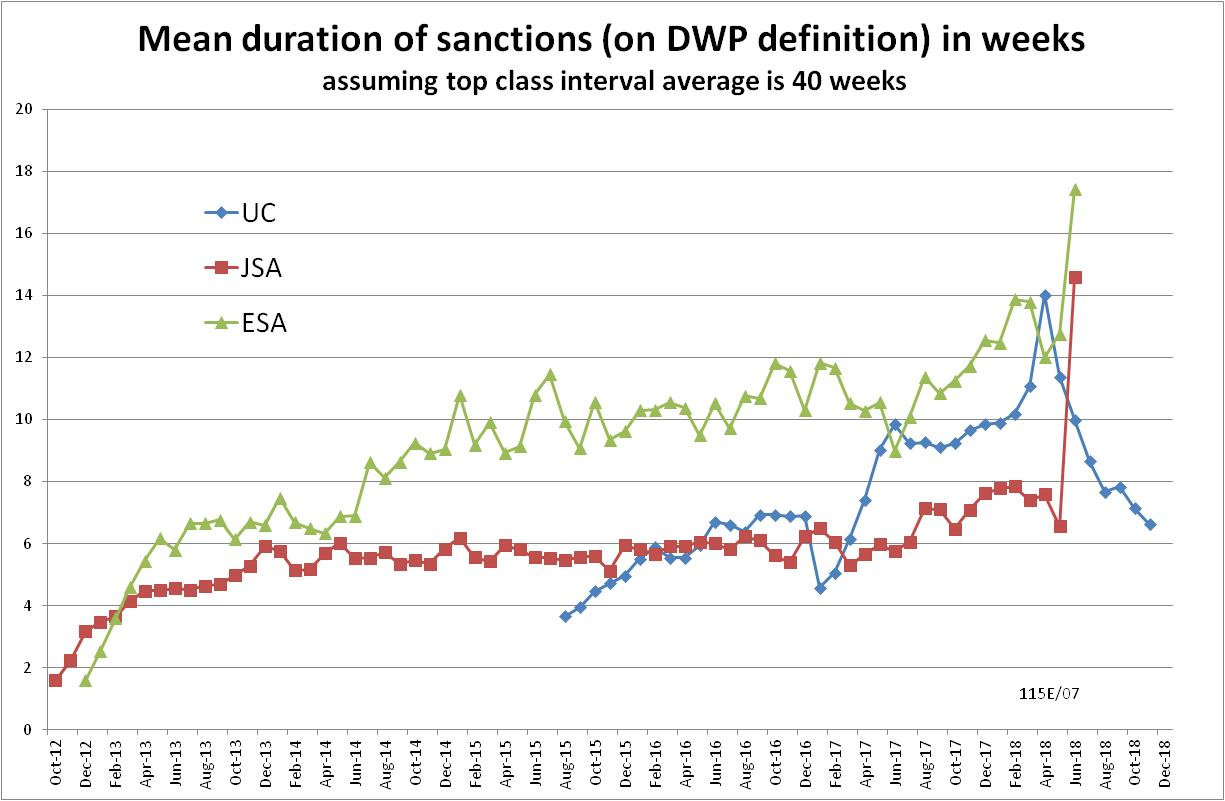 Mean duration of sanctions (on DWP definition) in weeks
assuming top class interval average is 40 weeks
20
18
16
14
12
10
8
6
4
2
0
UC
JSA
ESA
115E/07
Oct-12
Dec-12
Feb-13
Apr-13
Jun-13
Aug-13
Oct-13
Dec-13
Feb-14
Apr-14
Jun-14
Aug-14
Oct-14
Dec-14
Feb-15
Apr-15
Jun-15
Aug-15
Oct-15
Dec-15
Feb-16
Apr-16
Jun-16
Aug-16
Oct-16
Dec-16
Feb-17
Apr-17
Jun-17
Aug-17
Oct-17
Dec-17
Feb-18
Apr-18
Jun-18
Aug-18
Oct-18
Dec-18